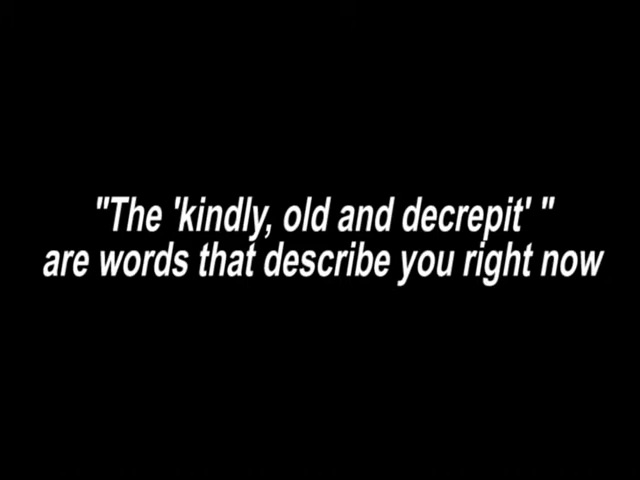 "The 'kindly, old and decrepit' "
are words that describe you right now